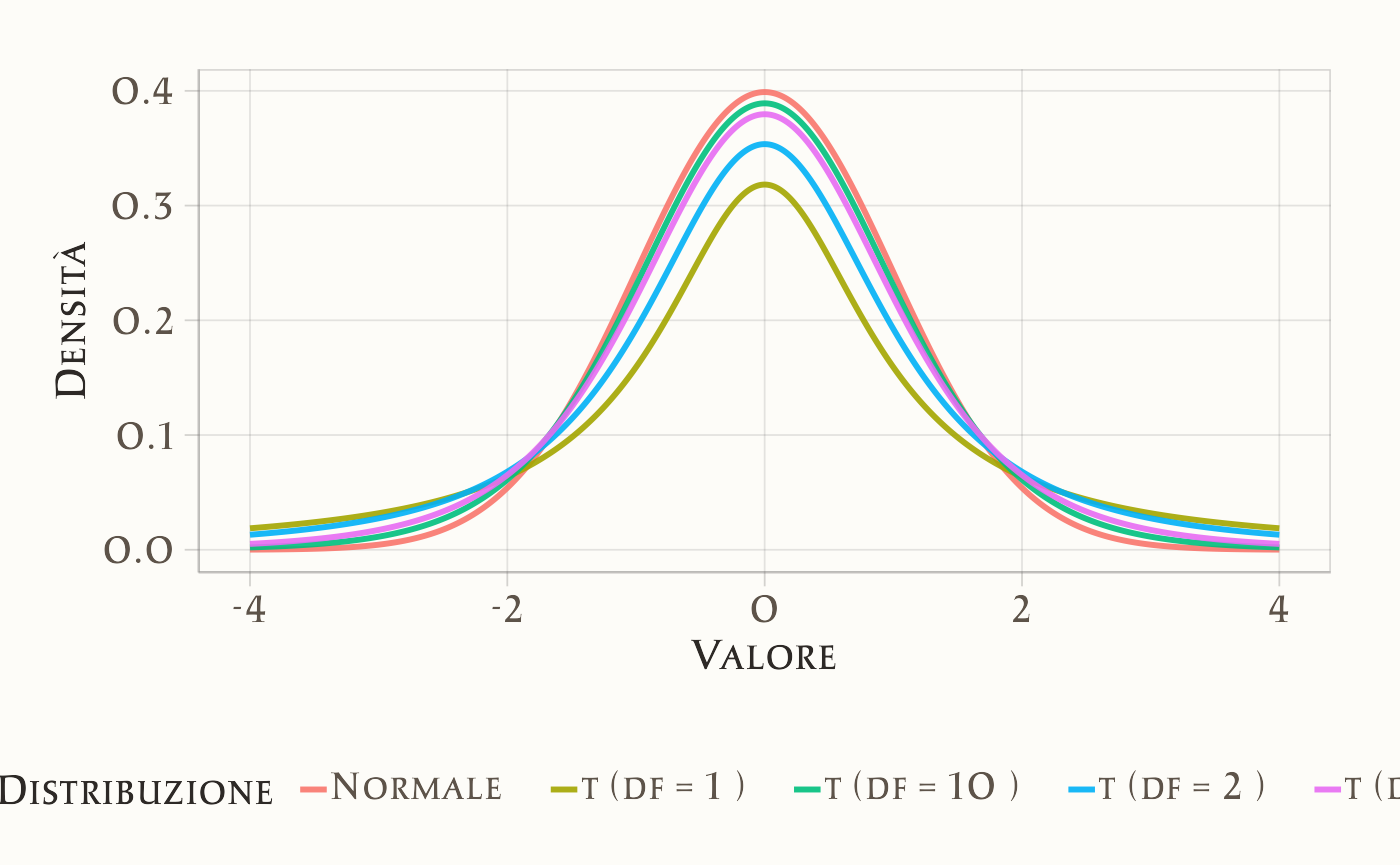 0.4
0.3
0.2
0.1
0.0
Densità
-4 -2 0 2 4
Valore
Distribuzione Normale t (df = 1 ) t (df = 10 ) t (df = 2 ) t (d